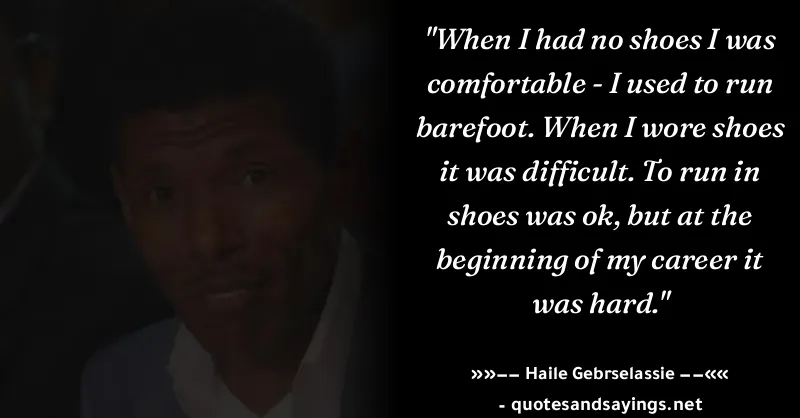 "When I had no shoes I was
comfortable - I used to run
barefoot. When I wore shoes
it was difficult. To run in
shoes was ok, but at the
beginning of my career it
was hard."
»»—— Haile Gebrselassie ——««
- quotesandsayings.net